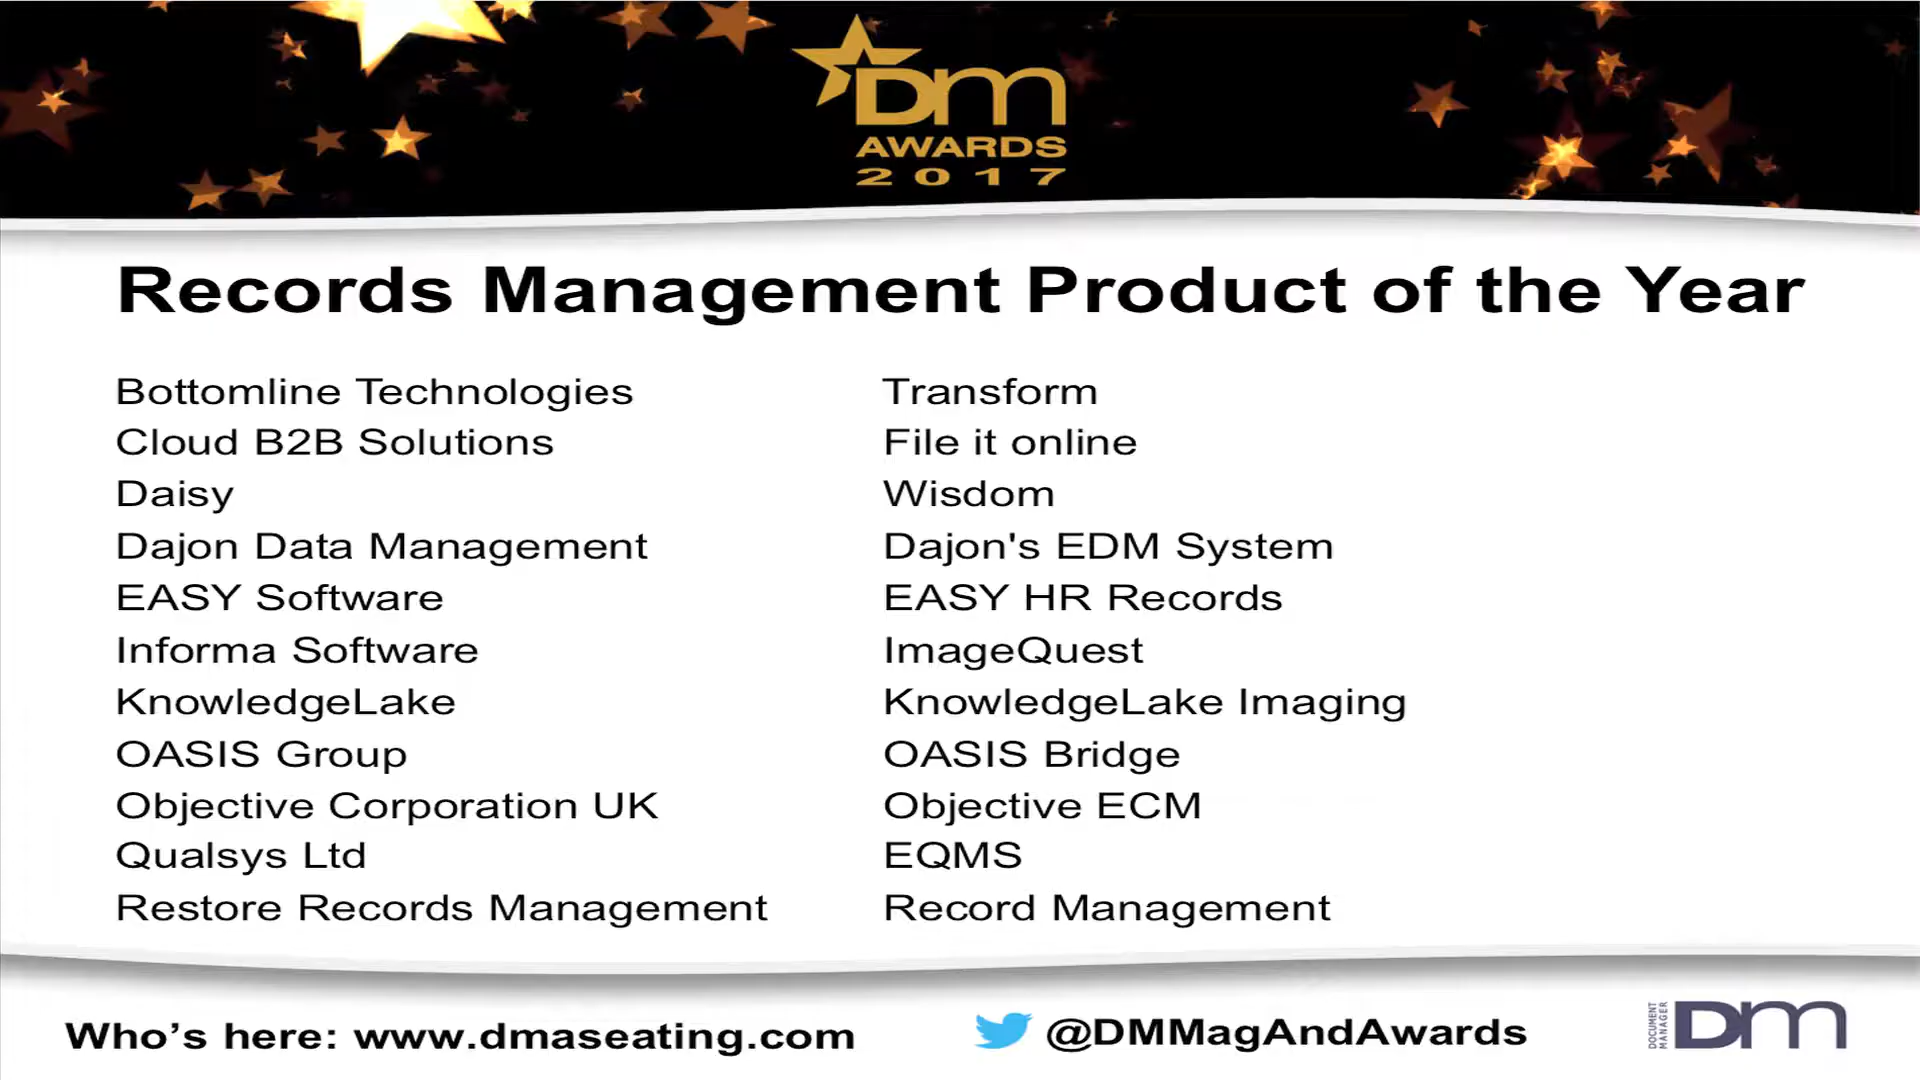 Dm
AWARDS
2017
Records Management Product of the Year
Bottomline Technologies Transform
Cloud B2B Solutions File it online
Daisy Wisdom
Dajon Data Management Dajon's EDM System
EASY Software EASY HR Records
Informa Software ImageQuest
KnowledgeLake KnowledgeLake Imaging
OASIS Group OASIS Bridge
Objective Corporation UK Objective ECM
Qualsys Ltd EQMS
Restore Records Management Record Management
Who’s here: www.dmaseating.com
@DMMagAndAwards
DOCUMENT
MANAGER
Dm